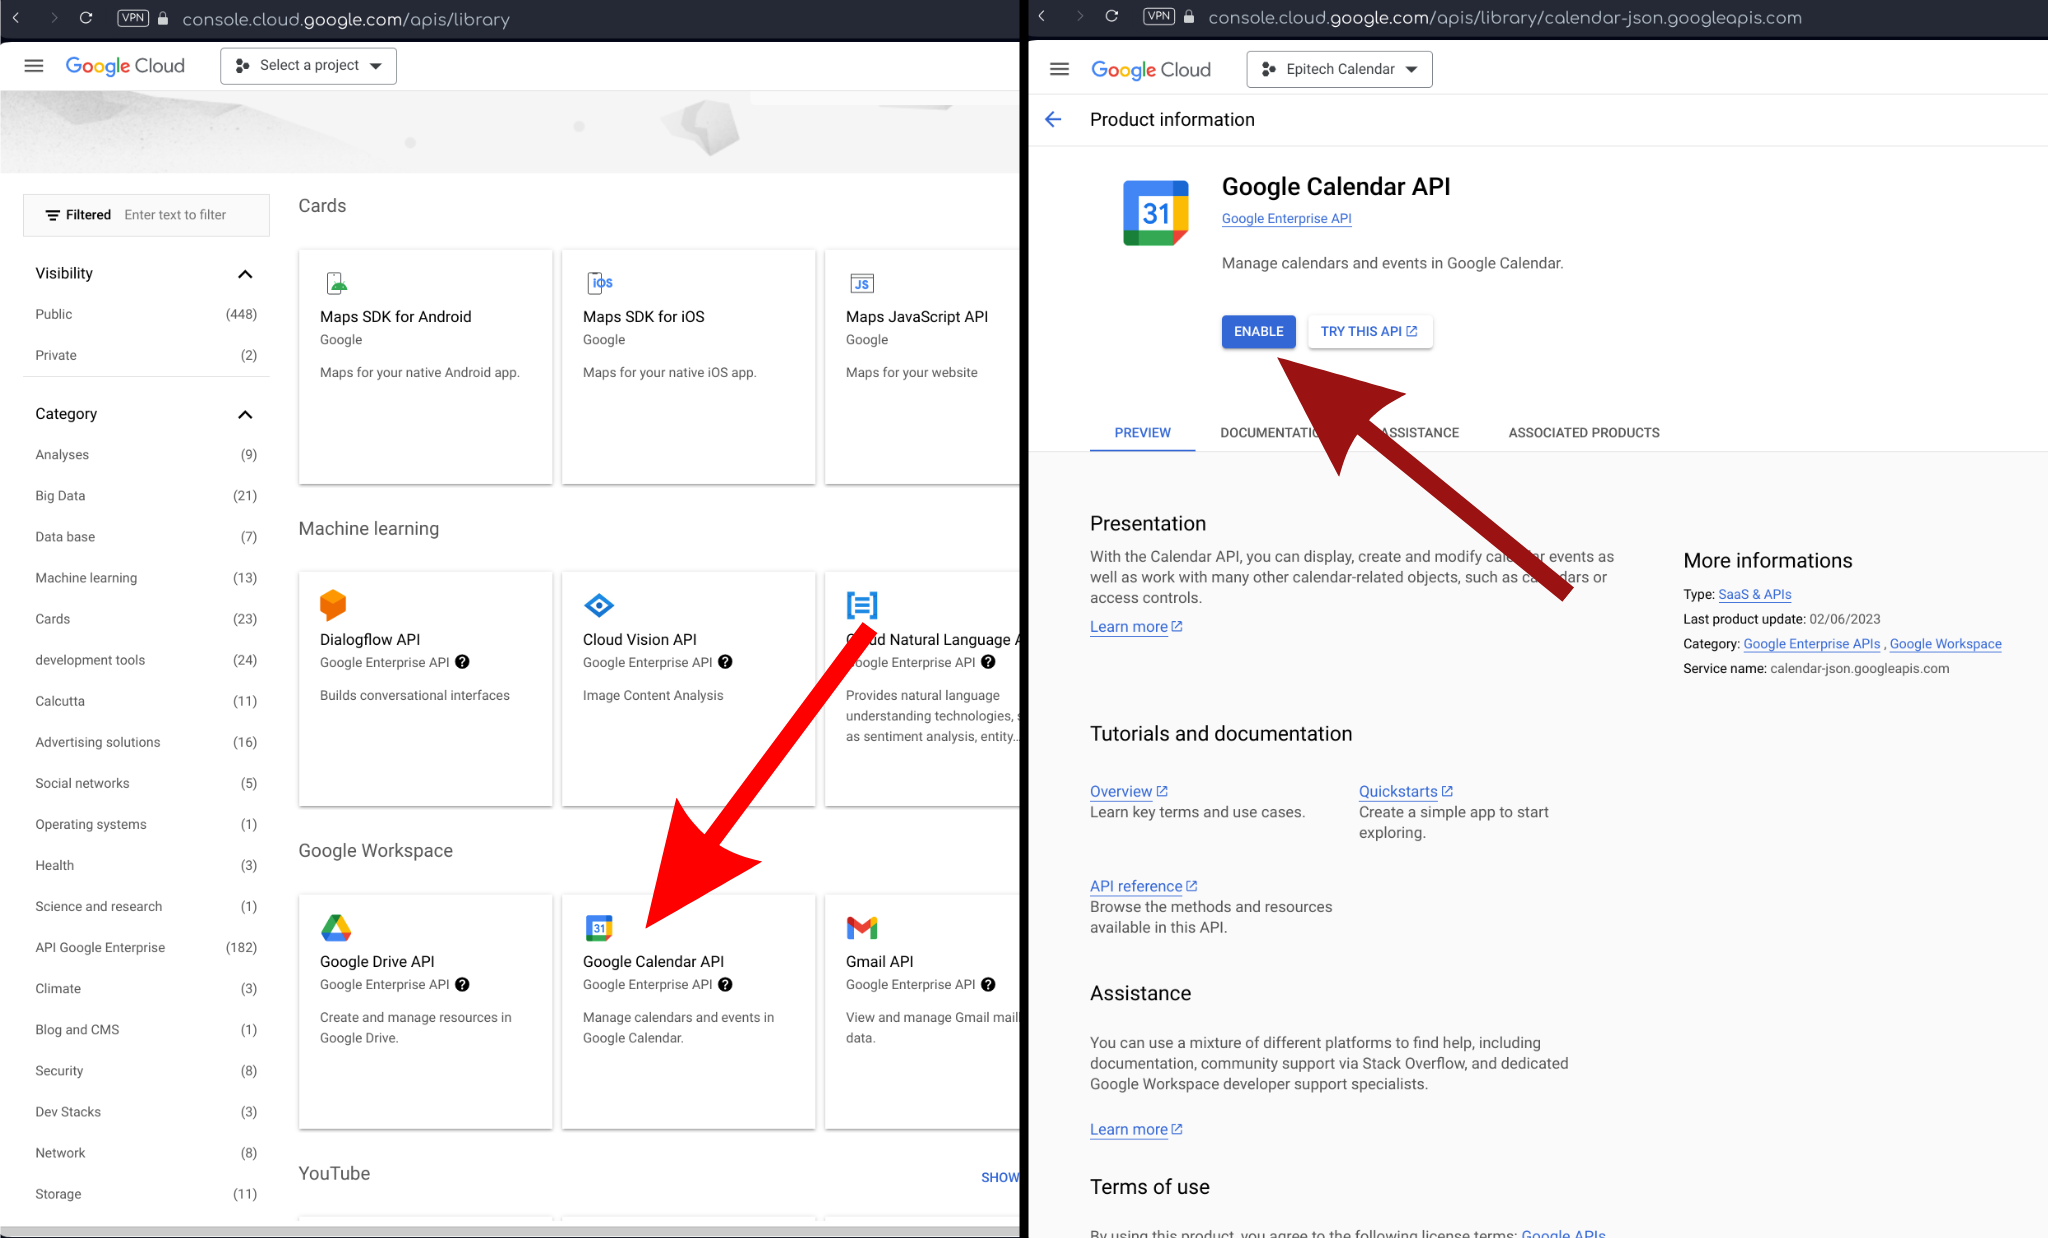 VPN console.cloud.google.com/apis/library
Google Cloud Select a project
Filtered Enter text to filter
Visibility
Public (448)
Private (2)
Category
Analyses (9)
Big Data (21)
Data base (7)
Machine learning (13)
Cards (23)
development tools (24)
Calcutta (11)
Advertising solutions (16)
Social networks (5)
Operating systems (1)
Health (3)
Science and research (1)
API Google Enterprise (182)
Climate (3)
Blog and CMS (1)
Security (8)
Dev Stacks (3)
Network (8)
Storage (11)
Cards
Maps SDK for Android
Google
Maps for your native Android app.
iOS
Maps SDK for iOS
Google
Maps for your native iOS app.
JS
Maps JavaScript API
Google
Maps for your website
Machine learning
Dialogflow API
Google Enterprise API
Builds conversational interfaces
Cloud Vision API
Google Enterprise API
Image Content Analysis
Natural Language
Enterprise API
Provides natural language
understanding technologies,
as sentiment analysis, entity...
Google Workspace
Google Drive API
Google Enterprise API
Create and manage resources in
Google Drive.
31
Google Calendar API
Google Enterprise API
Manage calendars and events in
Google Calendar.
Gmail API
Google Enterprise API
View and manage Gmail mail
data.
YouTube
SHOW
VPN console.cloud.google.com/apis/library/calendar-json.googleapis.com
Google Cloud Epitech Calendar
Product information
31
Google Calendar API
Google Enterprise API
Manage calendars and events in Google Calendar.
ENABLE TRY THIS API
PREVIEW DOCUMENTATIO ASSISTANCE ASSOCIATED PRODUCTS
Presentation
With the Calendar API, you can display, create and modify events as
well as work with many other calendar-related objects, such as or
access controls.
Learn more
More informations
Type: SaaS & APIs
Last product update: 02/06/2023
Category: Google Enterprise APIs , Google Workspace
Service name: calendar-json.googleapis.com
Tutorials and documentation
Overview
Learn key terms and use cases.
Quickstarts
Create a simple app to start
exploring.
API reference
Browse the methods and resources
available in this API.
Assistance
You can use a mixture of different platforms to find help, including
documentation, community support via Stack Overflow, and dedicated
Google Workspace developer support specialists.
Learn more
Terms of use
By using this product, you agree to the following license terms: Google APIs